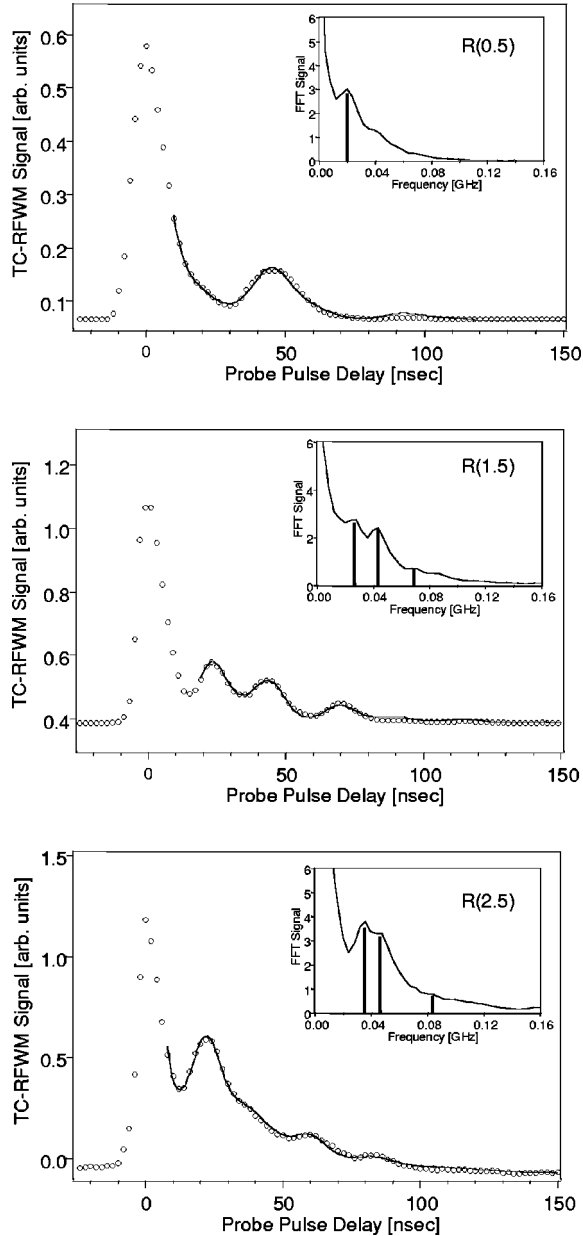 R(0.5)
6
5
4
3
2
1
0
FFT Signal
0.00 0.04 0.08 0.12 0.16
Frequency [GHz]
0.6
0.5
0.4
0.3
0.2
0.1
TC-RFWM Signal [arb. units]
0 50 100 150
Probe Pulse Delay [nsec]
R(1.5)
6
4
2
0
FFT Signal
0.00 0.04 0.08 0.12 0.16
Frequency [GHz]
1.2
1.0
0.8
0.6
0.4
TC-RFWM Signal [arb. units]
0 50 100 150
Probe Pulse Delay [nsec]
R(2.5)
6
5
4
3
2
1
0
FFT Signal
0.00 0.04 0.08 0.12 0.16
Frequency [GHz]
1.5
1.0
0.5
0.0
TC-RFWM Signal [arb. units]
0 50 100 150
Probe Pulse Delay [nsec]